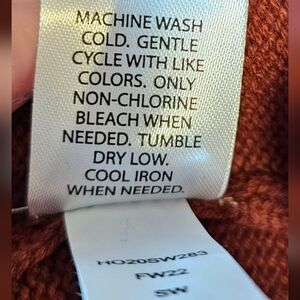 MACHINE WASH
COLD. GENTLE
CYCLE WITH LIKE
COLORS. ONLY
NON-CHLORINE
BLEACH WHEN
NEEDED. TUMBLE
DRY LOW.
COOL IRON
WHEN NEEDED.
HO20SW283
FW22
SW